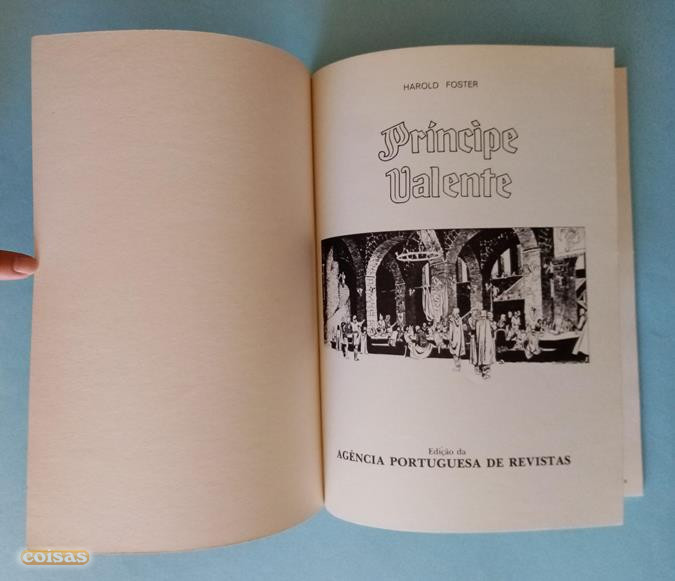 HAROLD FOSTER
Príncipe
Valente
Edição da
AGÊNCIA PORTUGUESA DE REVISTAS
coisas